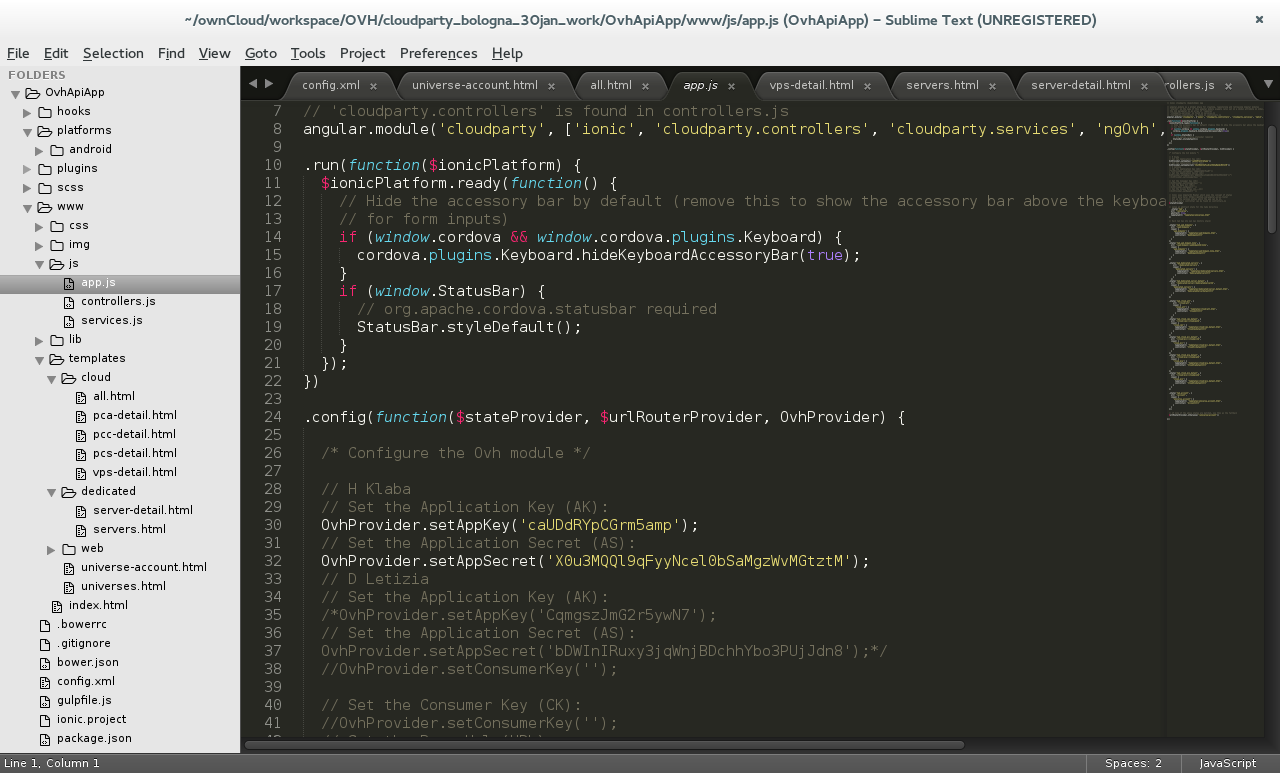 ~/ownCloud/workspace/OVH/cloudparty_bologna_30jan_work/OvhApiApp/www/js/app.js (OvhApiApp) – Sublime Text (UNREGISTERED)
File Edit Selection Find View Goto Tools Project Preferences Help
FOLDERS
OvhApiApp
hooks
platforms
android
plugins
scss
www
css
img
js
app.js
controllers.js
services.js
lib
templates
cloud
all.html
pca-detail.html
pcc-detail.html
pcs-detail.html
vps-detail.html
dedicated
server-detail.html
servers.html
web
universe-account.html
universes.html
index.html
.bowerrc
.gitignore
bower.json
config.xml
gulpfile.js
ionic.project
package.json
config.xml universe-account.html all.html app.js vps-detail.html servers.html server-detail.html rollers.js
7 // 'cloudparty.controllers' is found in controllers.js
8 angular.module('cloudparty', ['ionic', 'cloudparty.controllers', 'cloudparty.services', 'ngOvh',
9
10 .run(function($ionicPlatform) {
11 $ionicPlatform.ready(function() {
12 // Hide the accessory bar by default (remove this to show the accessory bar above the keyboa
13 // for form inputs)
14 if (window.cordova && window.cordova.plugins.Keyboard) {
15 cordova.plugins.Keyboard.hideKeyboardAccessoryBar(true);
16 }
17 if (window.StatusBar) {
18 // org.apache.cordova.statusbar required
19 StatusBar.styleDefault();
20 }
21 });
22 })
23
24 .config(function($stateProvider, $urlRouterProvider, OvhProvider) {
25
26 /* Configure the Ovh module */
27
28 // H Klaba
29 // Set the Application Key (AK):
30 OvhProvider.setAppKey('caUDdRYpCGrm5amp');
31 // Set the Application Secret (AS):
32 OvhProvider.setAppSecret('X0u3MQQl9qFyyNcel0bSaMgzWvMGtztM');
33 // D Letizia
34 // Set the Application Key (AK):
35 /*OvhProvider.setAppKey('CqmgszJmG2r5ywN7');
36 // Set the Application Secret (AS):
37 OvhProvider.setAppSecret('bDWInIRuxy3jqWnjBDchhYbo3PUjJdn8');*/
38 //OvhProvider.setConsumerKey('');
39
40 // Set the Consumer Key (CK):
41 //OvhProvider.setConsumerKey('');
Line 1, Column 1
Spaces: 2
JavaScript